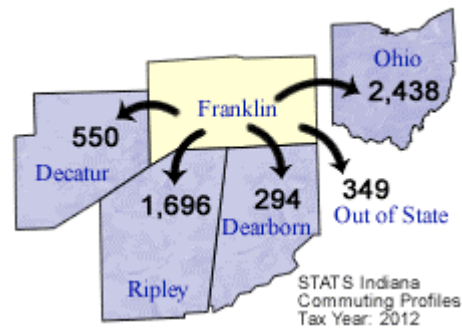 Ohio
2,438
Franklin
550
Decatur
1,696
Ripley
294
Dearborn
349
Out of State
STATS Indiana
Commuting Profiles
Tax Year: 2012